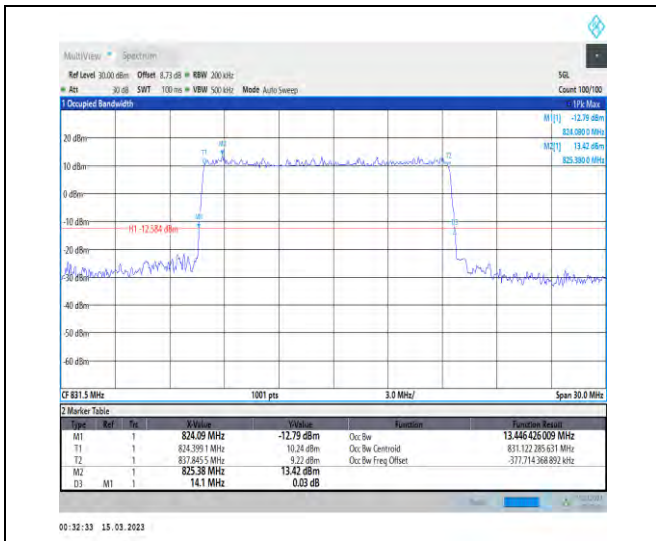 MultiView Spectrum
Ref Level 30.00 dBm Offset 8.73 dB RBW 200 kHz SGL
Att 30 dB SWT 100 ms VBW 500 kHz Mode Auto Sweep Count 100/100
1 Occupied Bandwidth 1Pk Max
M1[1] -12.79 dBm
824.0900 MHz
20 dBm
M2[1] 13.42 dBm
825.3800 MHz
M2
T1
T2
10 dBm
0 dBm
-10 dBm
M1
D3
H1 -12.584 dBm
-20 dBm
-30 dBm
-40 dBm
-50 dBm
-60 dBm
CF 831.5 MHz 1001 pts 3.0 MHz/ Span 30.0 MHz
2 Marker Table
Type Ref Trc X-Value Y-Value Function Function Result
M1 1 824.09 MHz -12.79 dBm Occ Bw 13.446 426 009 MHz
T1 1 824.399 1 MHz 10.24 dBm Occ Bw Centroid 831.122 285 631 MHz
T2 1 837.845 5 MHz 9.22 dBm Occ Bw Freq Offset -377.714 368 892 kHz
M2 1 825.38 MHz 13.42 dBm
D3 M1 1 14.1 MHz 0.03 dB
00:32:33 15.03.2023